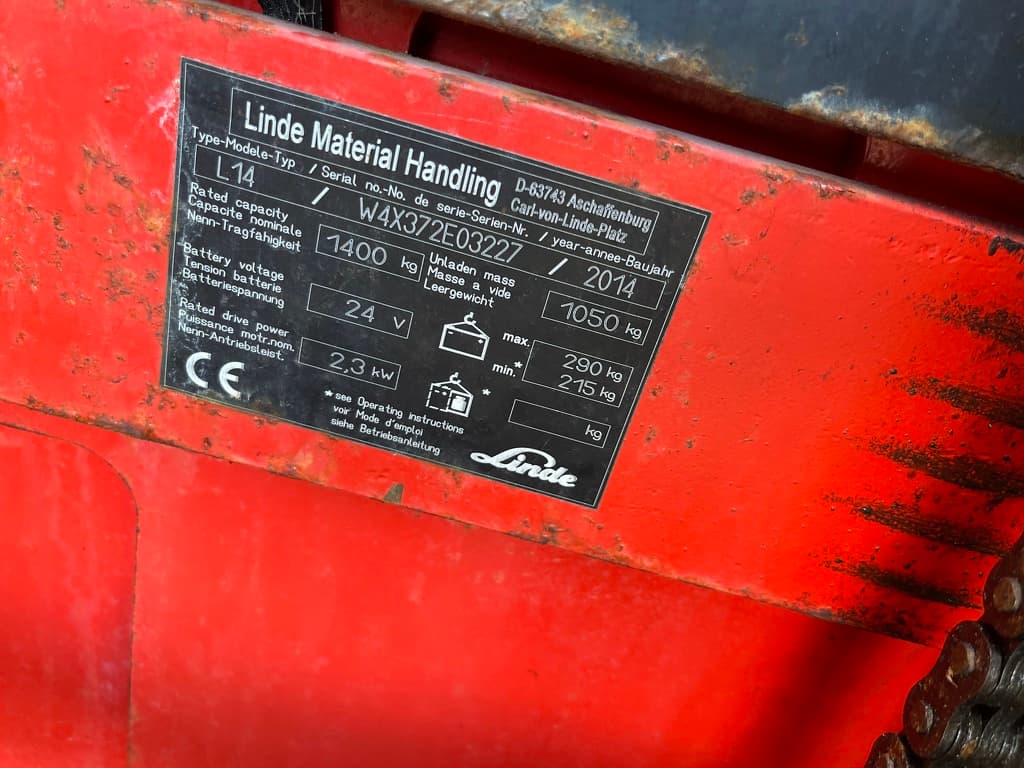 Linde Material Handling
D-63743 Aschaffenburg
Carl-von-Linde-Platz
Type-Modele-Typ / Serial no.-No. de serie-Serien-Nr. / year-annee-Baujahr
L14 / W4X372E03227 / 2014
Rated capacity
Capacite nominale
Nenn-Tragfähigkeit
1400 kg
Unladen mass
Masse a vide
Leergewicht
1050 kg
Battery voltage
Tension batterie
Batteriespannung
24 V
max. 290 kg
min.* 215 kg
Rated drive power
Puissance motr.nom.
Nenn-Antriebsleist.
2,3 kW
*
kg
CE
*see Operating instructions
voir Mode d'emploi
siehe Betriebsanleitung
Linde